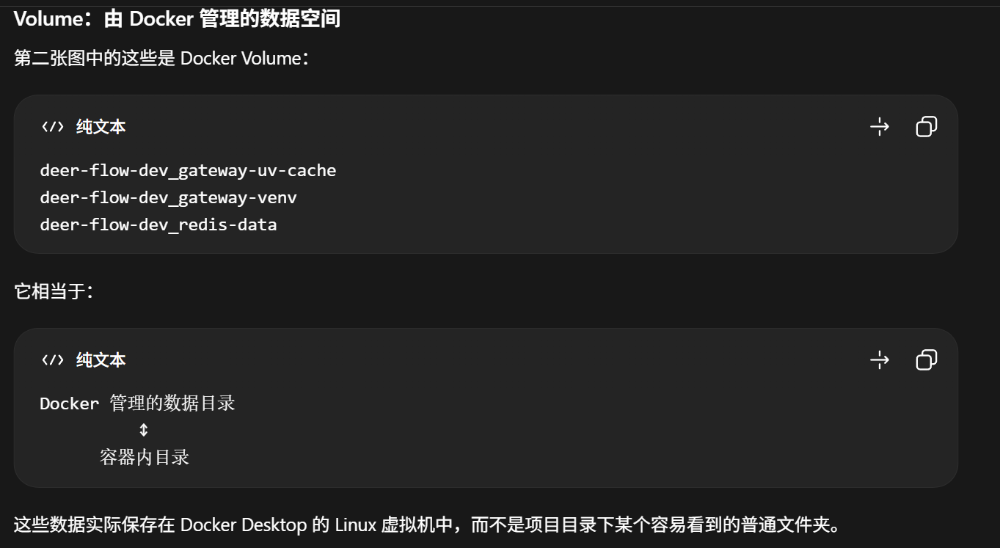 Volume：由 Docker 管理的数据空间
第二张图中的这些是 Docker Volume：
</> 纯文本
deer-flow-dev_gateway-uv-cache
deer-flow-dev_gateway-venv
deer-flow-dev_redis-data
它相当于：
</> 纯文本
Docker 管理的数据目录
↕
容器内目录
这些数据实际保存在 Docker Desktop 的 Linux 虚拟机中，而不是项目目录下某个容易看到的普通文件夹。